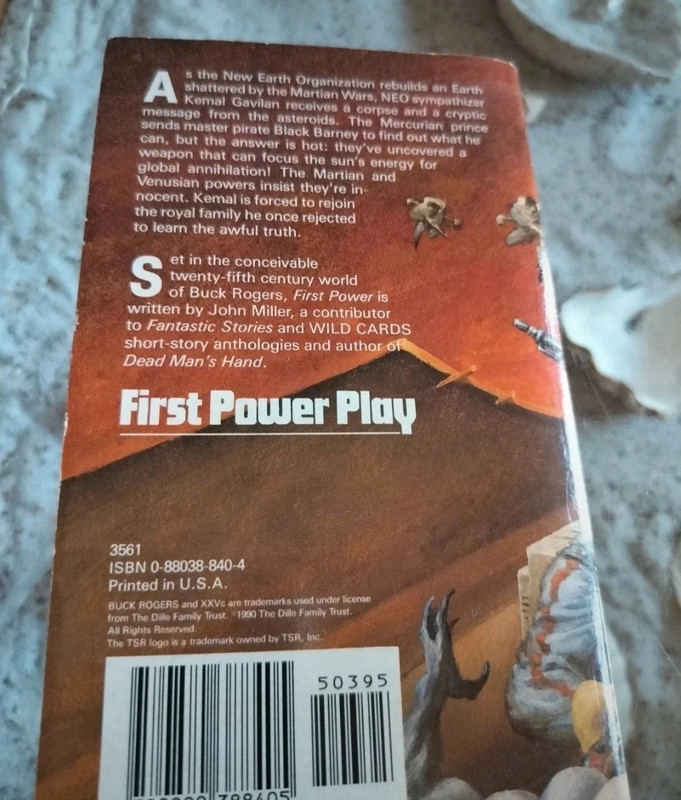 As the New Earth Organization rebuilds an Earth
shattered by the Martian Wars, NEO sympathizer
Kemal Gavilan receives a corpse and a cryptic
message from the asteroids. The Mercurian prince
sends master pirate Black Barney to find out what he
can, but the answer is hot: they've uncovered a
weapon that can focus the sun's energy for
global annihilation! The Martian and
Venusian powers insist they're in-
nocent. Kemal is forced to rejoin
the royal family he once rejected
to learn the awful truth.
Set in the conceivable
twenty-fifth century world
of Buck Rogers, First Power is
written by John Miller, a contributor
to Fantastic Stories and WILD CARDS
short-story anthologies and author of
Dead Man's Hand.
First Power Play
3561
ISBN 0-88038-840-4
Printed in U.S.A.
BUCK ROGERS and XXVc are trademarks used under license
from The Dille Family Trust. ©1990 The Dille Family Trust.
All Rights Reserved
The TSR logo is a trademark owned by TSR, Inc.
50395
388405